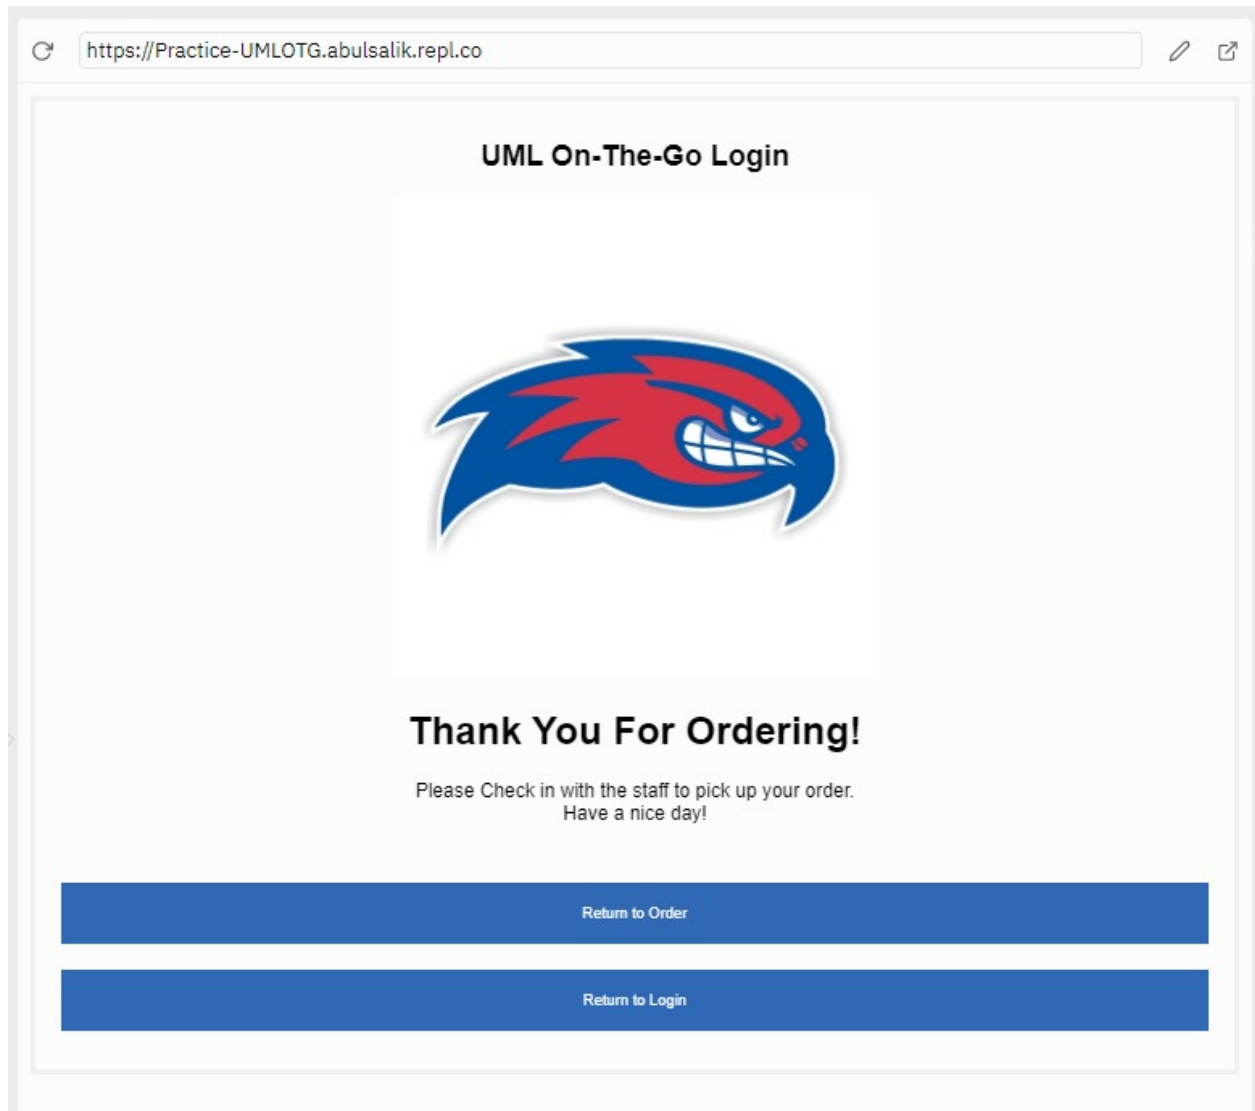 https://Practice-UMLOTG.abulsalik.repl.co
UML On-The-Go Login
Thank You For Ordering!
Please Check in with the staff to pick up your order.
Have a nice day!
Return to Order
Return to Login